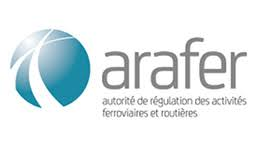 arafer
autorité de régulation des activités
ferroviaires et routières